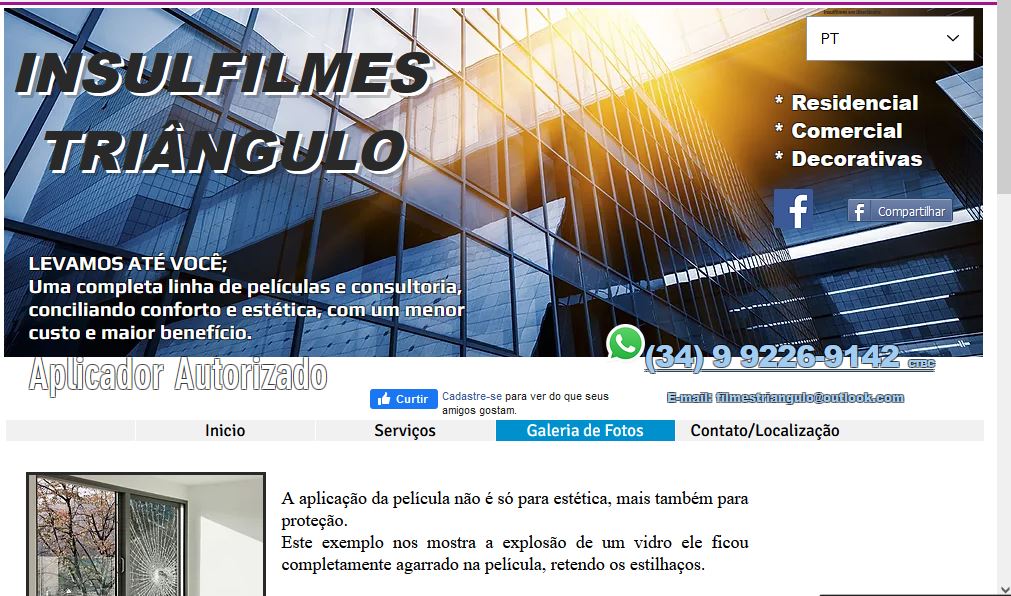 PT
INSULFILMES
TRIÂNGULO
* Residencial
* Comercial
* Decorativas
f
f Compartilhar
LEVAMOS ATÉ VOCÊ;
Uma completa linha de películas e consultoria,
conciliando conforto e estética, com um menor
custo e maior benefício.
(34) 9 9226-9142 CTBC
Aplicador Autorizado
Curtir
Cadastre-se para ver do que seus
amigos gostam.
E-mail: filmestriangulo@outlook.com
Inicio
Serviços
Galeria de Fotos
Contato/Localização
A aplicação da película não é só para estética, mais também para
proteção.
Este exemplo nos mostra a explosão de um vidro ele ficou
completamente agarrado na película, retendo os estilhaços.